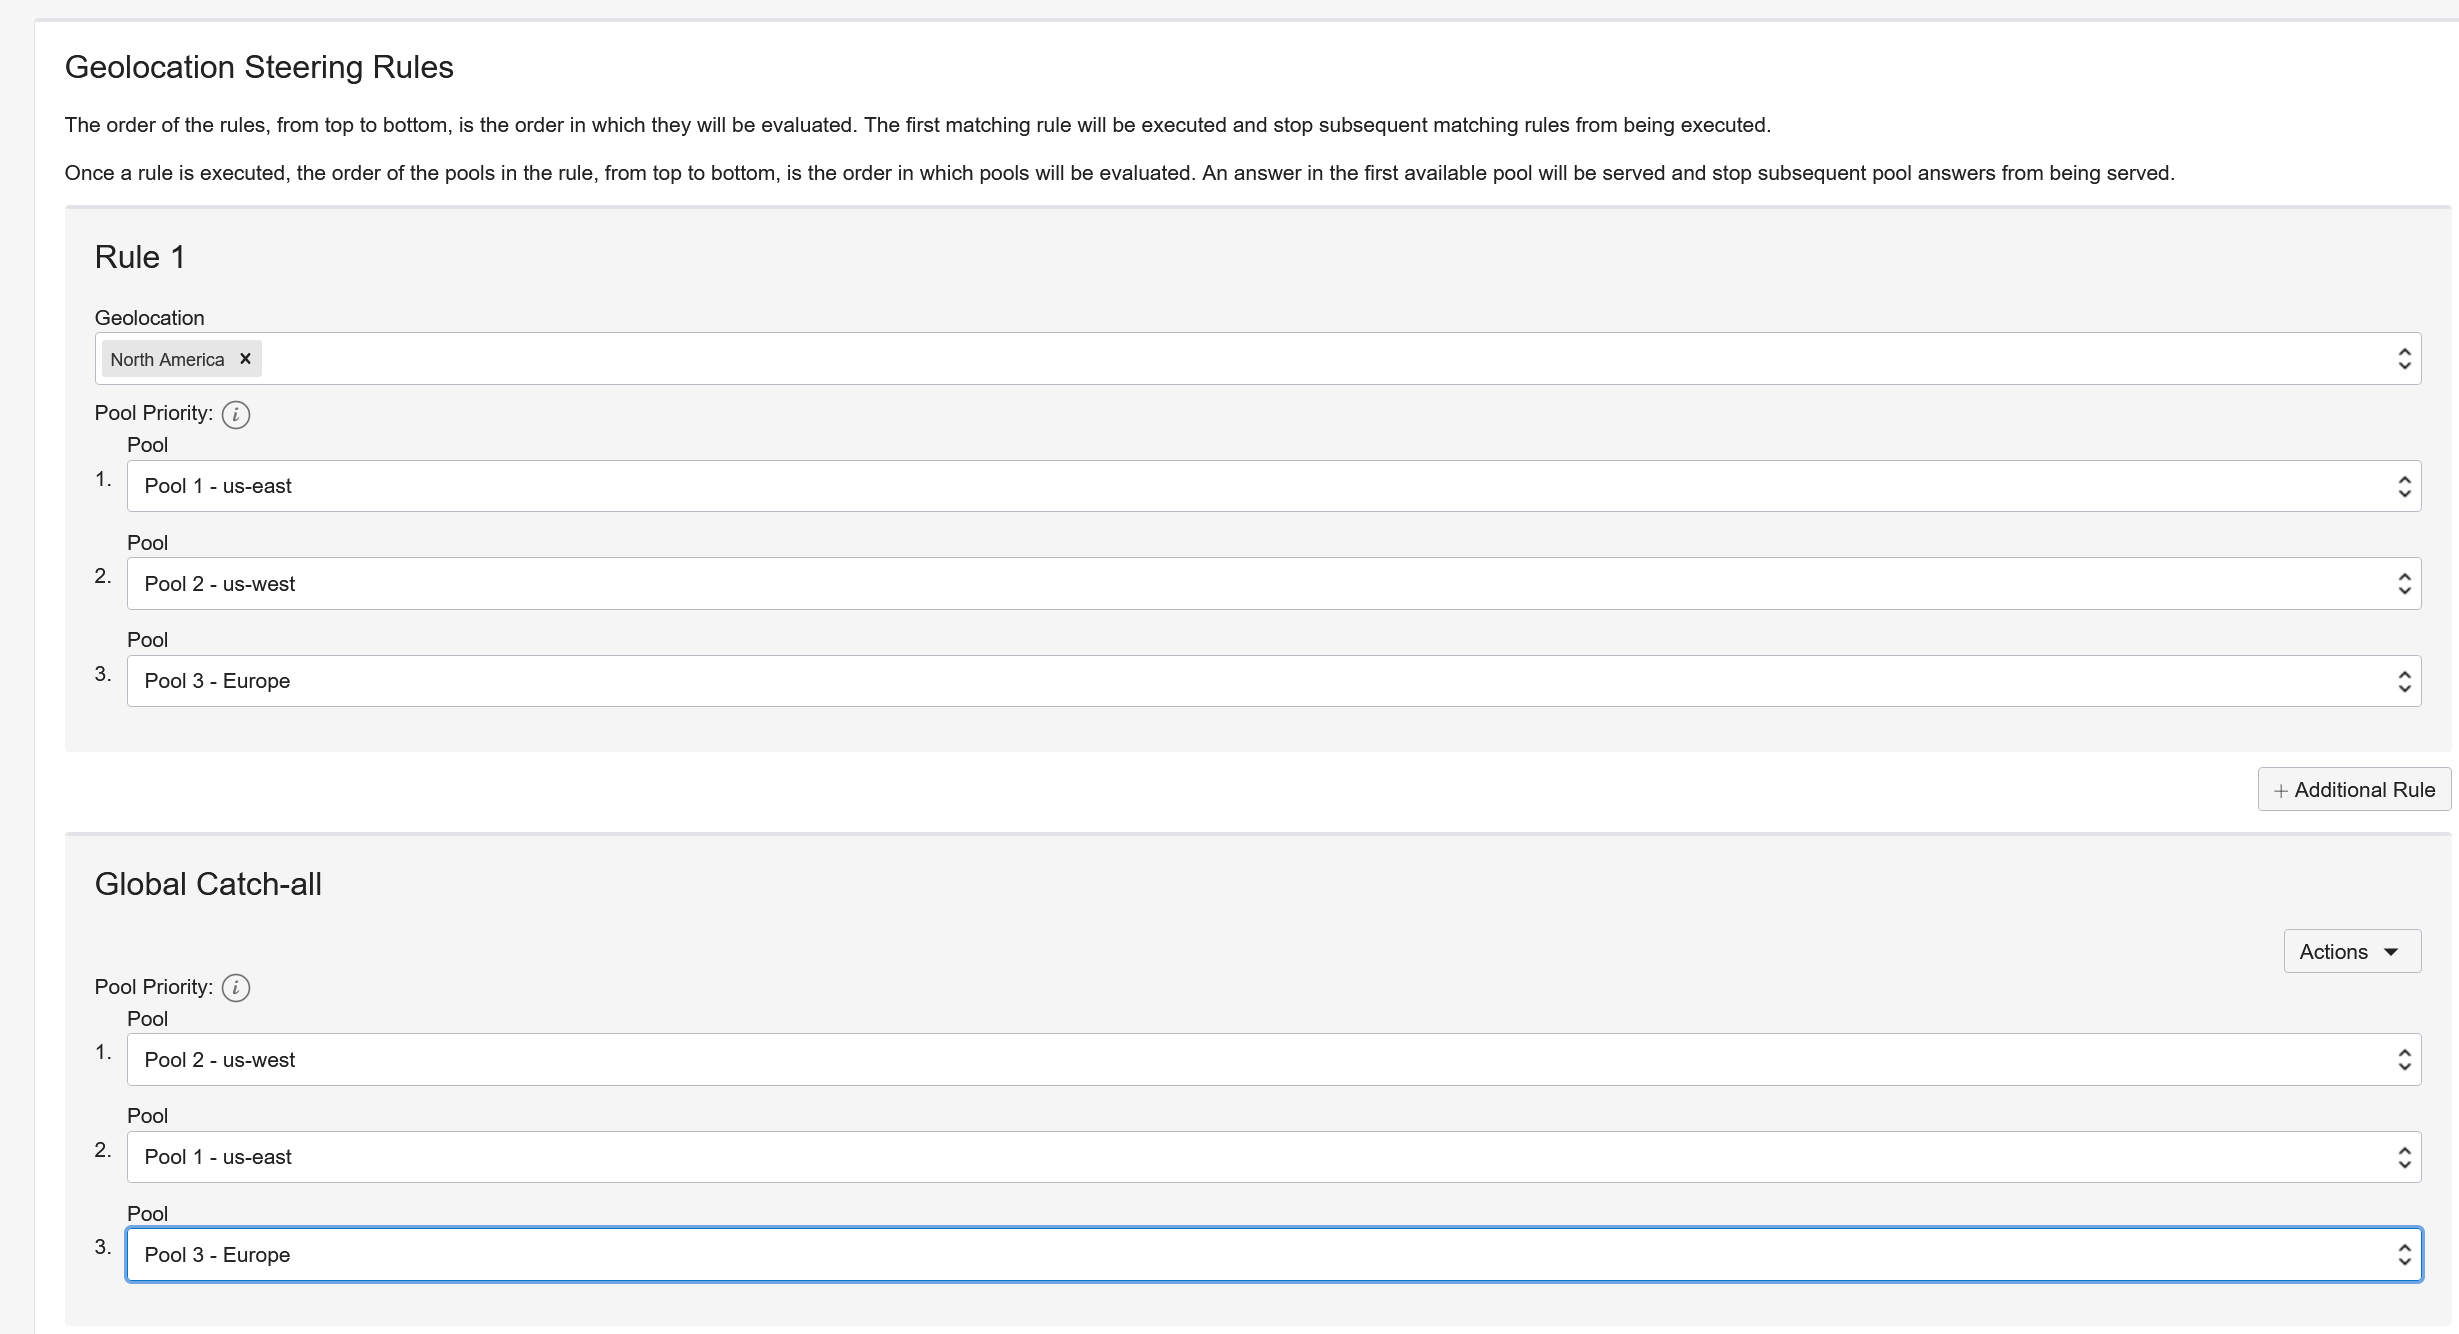 Geolocation Steering Rules
The order of the rules, from top to bottom, is the order in which they will be evaluated. The first matching rule will be executed and stop subsequent matching rules from being executed.
Once a rule is executed, the order of the pools in the rule, from top to bottom, is the order in which pools will be evaluated. An answer in the first available pool will be served and stop subsequent pool answers from being served.
Rule 1
Geolocation
North America ×
Pool Priority: i
Pool
1. Pool 1 - us-east
Pool
2. Pool 2 - us-west
Pool
3. Pool 3 - Europe
+ Additional Rule
Global Catch-all
Actions
Pool Priority: i
Pool
1. Pool 2 - us-west
Pool
2. Pool 1 - us-east
Pool
3. Pool 3 - Europe